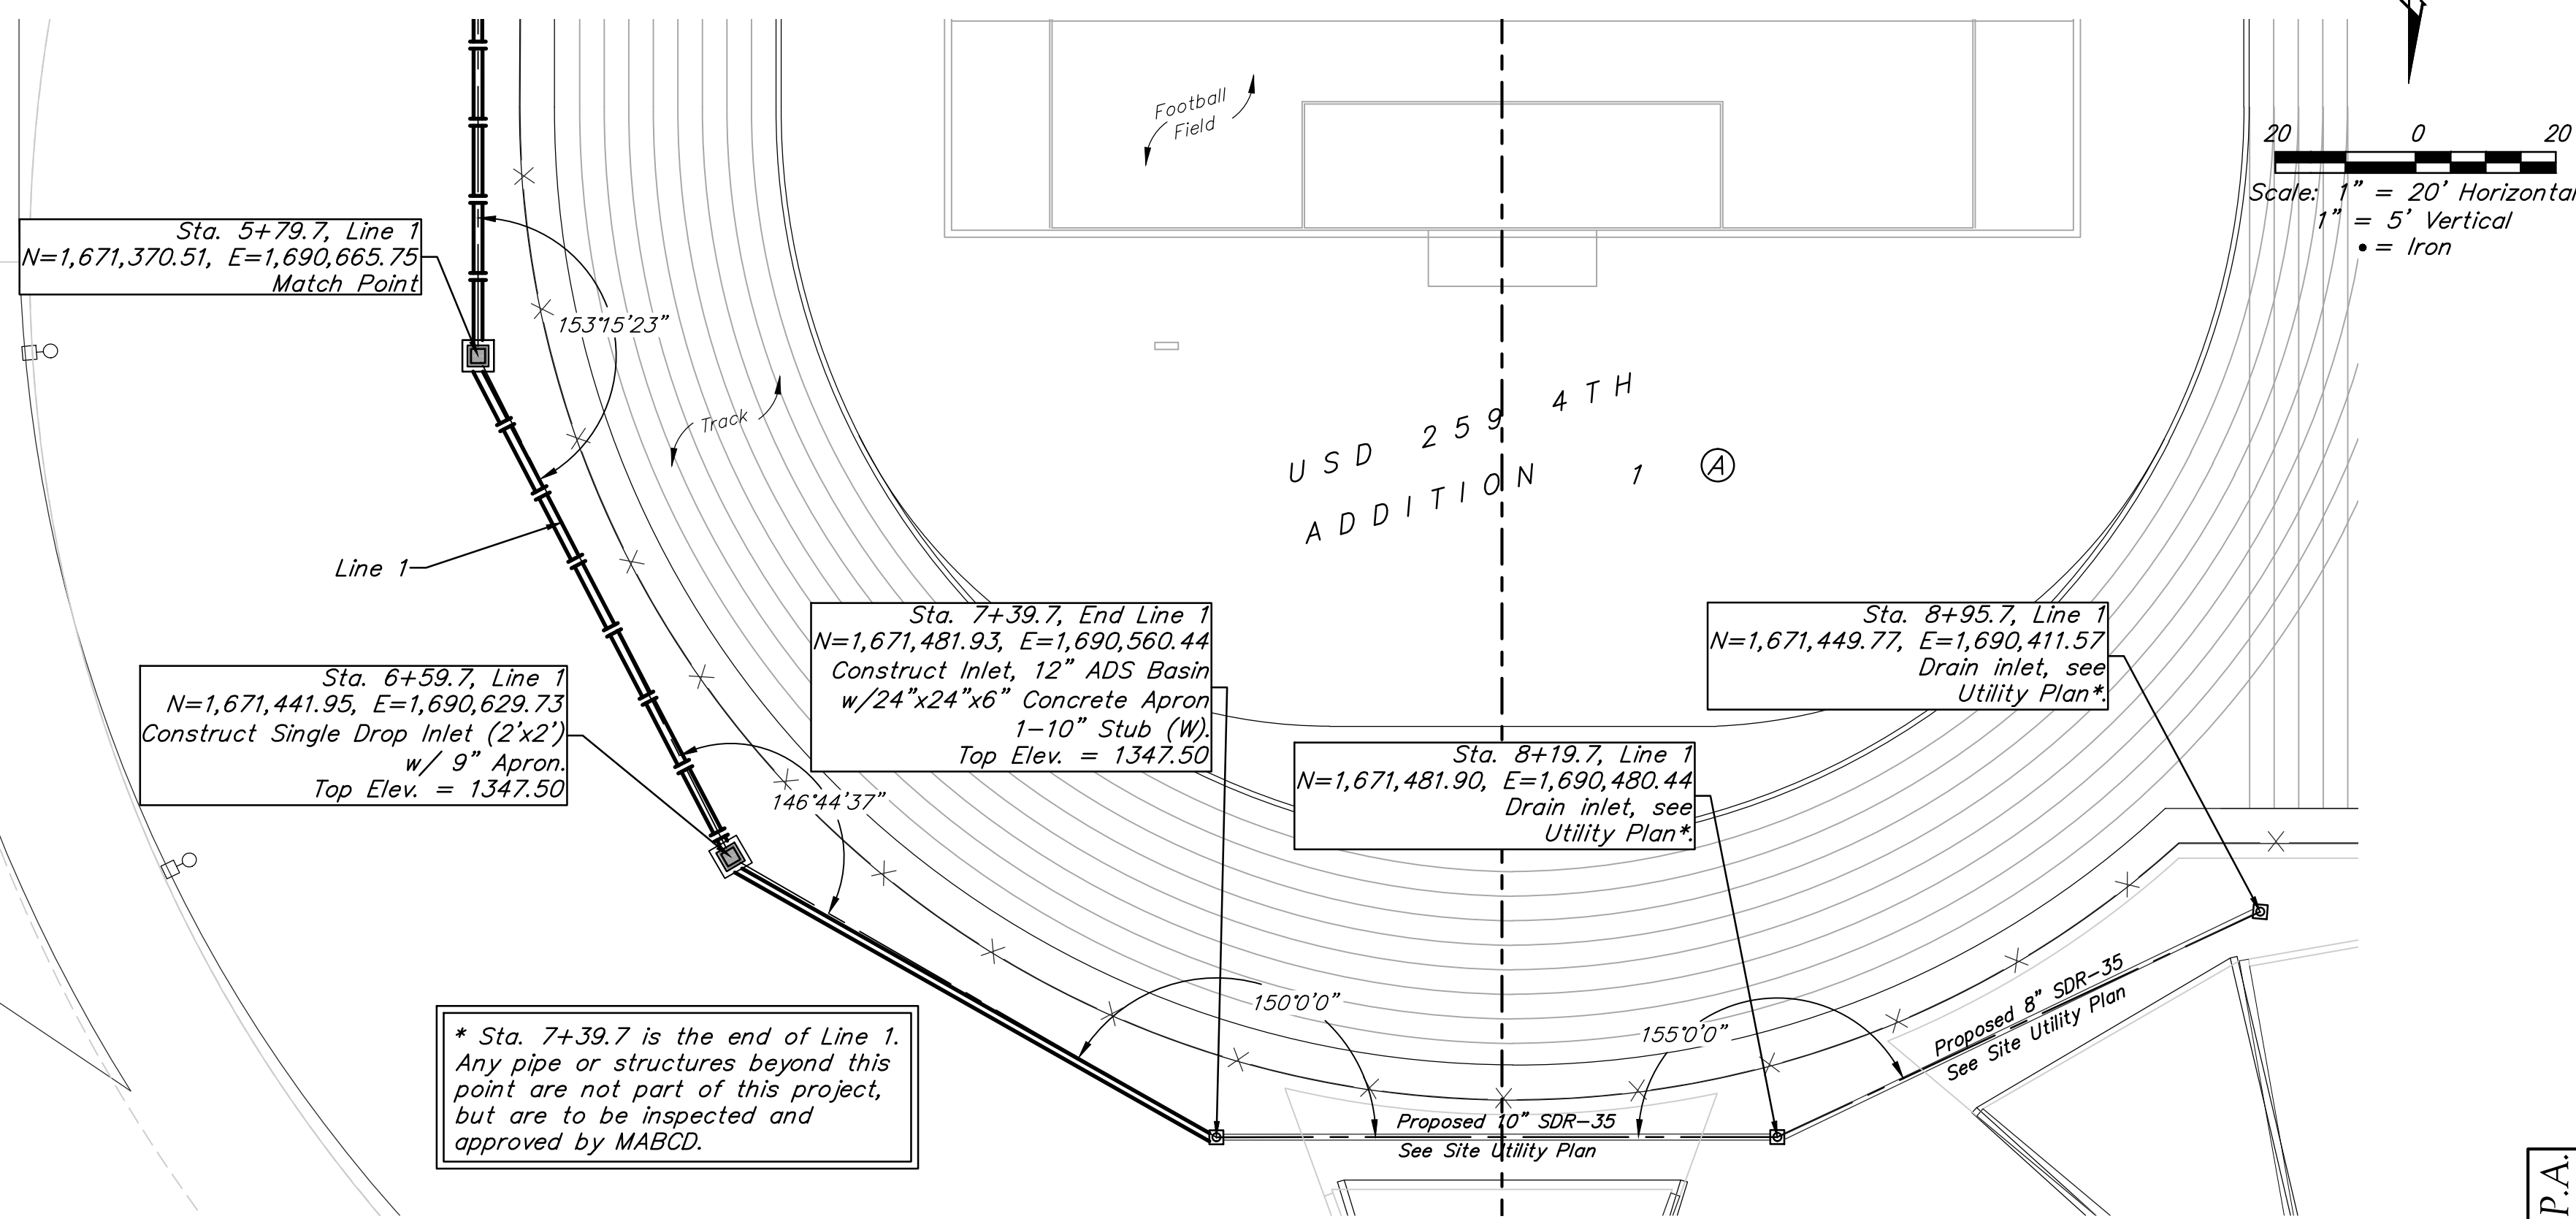 Football
Field
20 0 20
Scale: 1" = 20' Horizontal
1" = 5' Vertical
• = Iron
Sta. 5+79.7, Line 1
N=1,671,370.51, E=1,690,665.75
Match Point
153°15'23"
Track
USD 259 4TH
ADDITION 1 A
Line 1
Sta. 6+59.7, Line 1
N=1,671,441.95, E=1,690,629.73
Construct Single Drop Inlet (2'x2')
w/ 9" Apron.
Top Elev. = 1347.50
Sta. 7+39.7, End Line 1
N=1,671,481.93, E=1,690,560.44
Construct Inlet, 12" ADS Basin
w/24"x24"x6" Concrete Apron
1-10" Stub (W).
Top Elev. = 1347.50
Sta. 8+95.7, Line 1
N=1,671,449.77, E=1,690,411.57
Drain inlet, see
Utility Plan*.
Sta. 8+19.7, Line 1
N=1,671,481.90, E=1,690,480.44
Drain inlet, see
Utility Plan*.
146°44'37"
150°0'0"
155°0'0"
Proposed 8" SDR-35
See Site Utility Plan
Proposed 10" SDR-35
See Site Utility Plan
* Sta. 7+39.7 is the end of Line 1.
Any pipe or structures beyond this
point are not part of this project,
but are to be inspected and
approved by MABCD.
P.A.